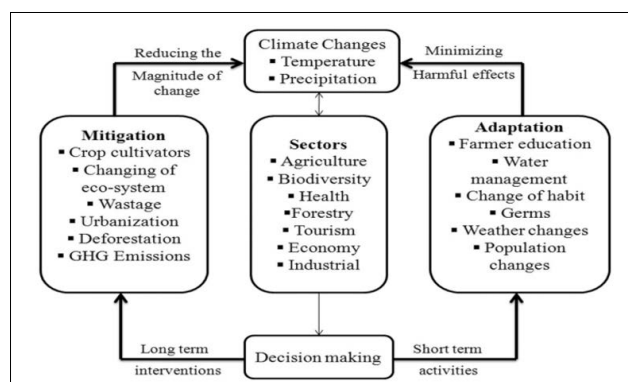 Reducing the
Magnitude of
change
Climate Changes
▪ Temperature
▪ Precipitation
Minimizing
Harmful effects
Mitigation
▪ Crop cultivators
▪ Changing of
eco-system
▪ Wastage
▪ Urbanization
▪ Deforestation
▪ GHG Emissions
Sectors
▪ Agriculture
▪ Biodiversity
▪ Health
▪ Forestry
▪ Tourism
▪ Economy
▪ Industrial
Adaptation
▪ Farmer education
▪ Water
management
▪ Change of habit
▪ Germs
▪ Weather changes
▪ Population
changes
Long term
interventions
Decision making
Short term
activities